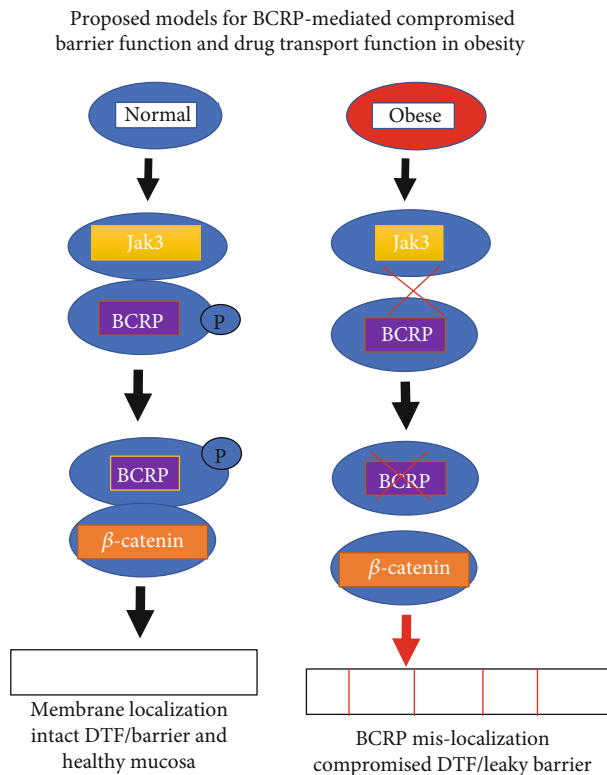 Proposed models for BCRP-mediated compromised
barrier function and drug transport function in obesity
Normal
Jak3
BCRP
P
P
BCRP
β-catenin
Membrane localization
intact DTF/barrier and
healthy mucosa
Obese
Jak3
BCRP
BCRP
β-catenin
BCRP mis-localization
compromised DTF/leaky barrier